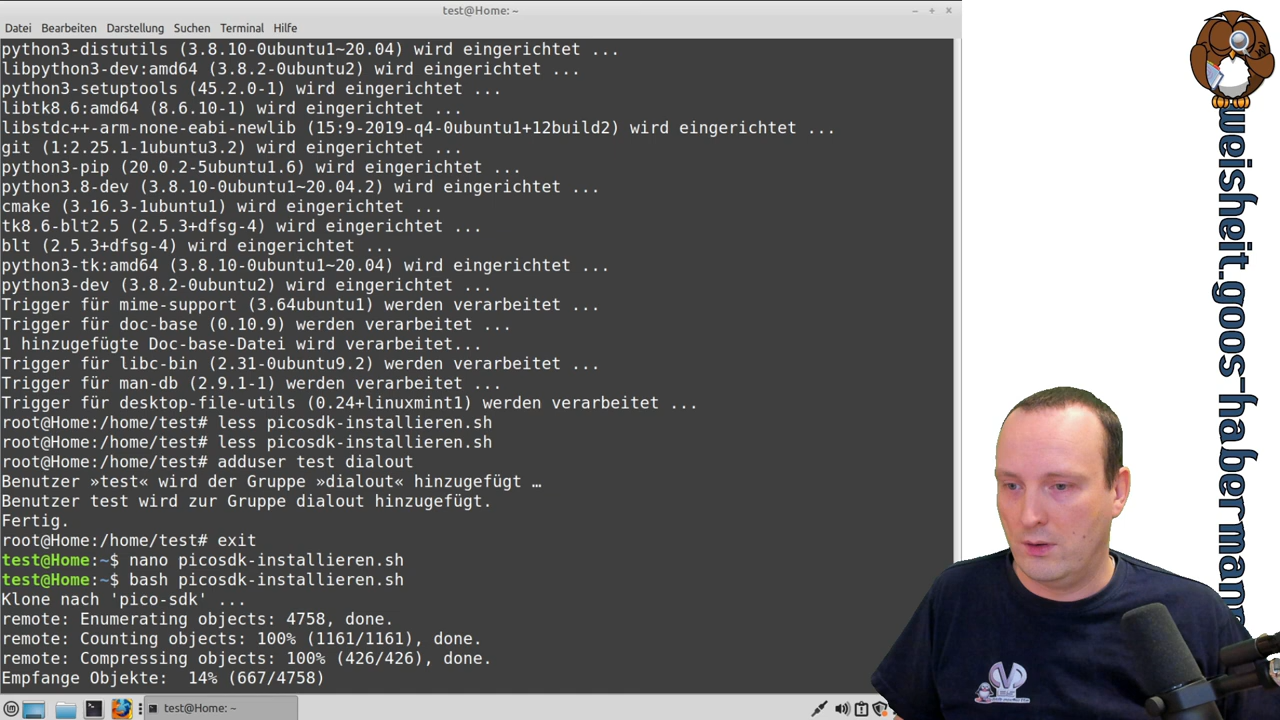 test@Home: ~
Datei Bearbeiten Darstellung Suchen Terminal Hilfe
python3-distutils (3.8.10-0ubuntu1~20.04) wird eingerichtet ...
libpython3-dev:amd64 (3.8.2-0ubuntu2) wird eingerichtet ...
python3-setuptools (45.2.0-1) wird eingerichtet ...
libtk8.6:amd64 (8.6.10-1) wird eingerichtet ...
libstdc++-arm-none-eabi-newlib (15:9-2019-q4-0ubuntu1+12build2) wird eingerichtet ...
git (1:2.25.1-1ubuntu3.2) wird eingerichtet ...
python3-pip (20.0.2-5ubuntu1.6) wird eingerichtet ...
python3.8-dev (3.8.10-0ubuntu1~20.04.2) wird eingerichtet ...
cmake (3.16.3-1ubuntu1) wird eingerichtet ...
tk8.6-blt2.5 (2.5.3+dfsg-4) wird eingerichtet ...
blt (2.5.3+dfsg-4) wird eingerichtet ...
python3-tk:amd64 (3.8.10-0ubuntu1~20.04) wird eingerichtet ...
python3-dev (3.8.2-0ubuntu2) wird eingerichtet ...
Trigger für mime-support (3.64ubuntu1) werden verarbeitet ...
Trigger für doc-base (0.10.9) werden verarbeitet ...
1 hinzugefügte Doc-base-Datei wird verarbeitet...
Trigger für libc-bin (2.31-0ubuntu9.2) werden verarbeitet ...
Trigger für man-db (2.9.1-1) werden verarbeitet ...
Trigger für desktop-file-utils (0.24+linuxmint1) werden verarbeitet ...
root@Home:/home/test# less picosdk-installieren.sh
root@Home:/home/test# less picosdk-installieren.sh
root@Home:/home/test# adduser test dialout
Benutzer »test« wird der Gruppe »dialout« hinzugefügt …
Benutzer test wird zur Gruppe dialout hinzugefügt.
Fertig.
root@Home:/home/test# exit
test@Home:~$ nano picosdk-installieren.sh
test@Home:~$ bash picosdk-installieren.sh
Klone nach 'pico-sdk' ...
remote: Enumerating objects: 4758, done.
remote: Counting objects: 100% (1161/1161), done.
remote: Compressing objects: 100% (426/426), done.
Empfange Objekte:  14% (667/4758)
test@Home: ~
weisheit.goos-habermann